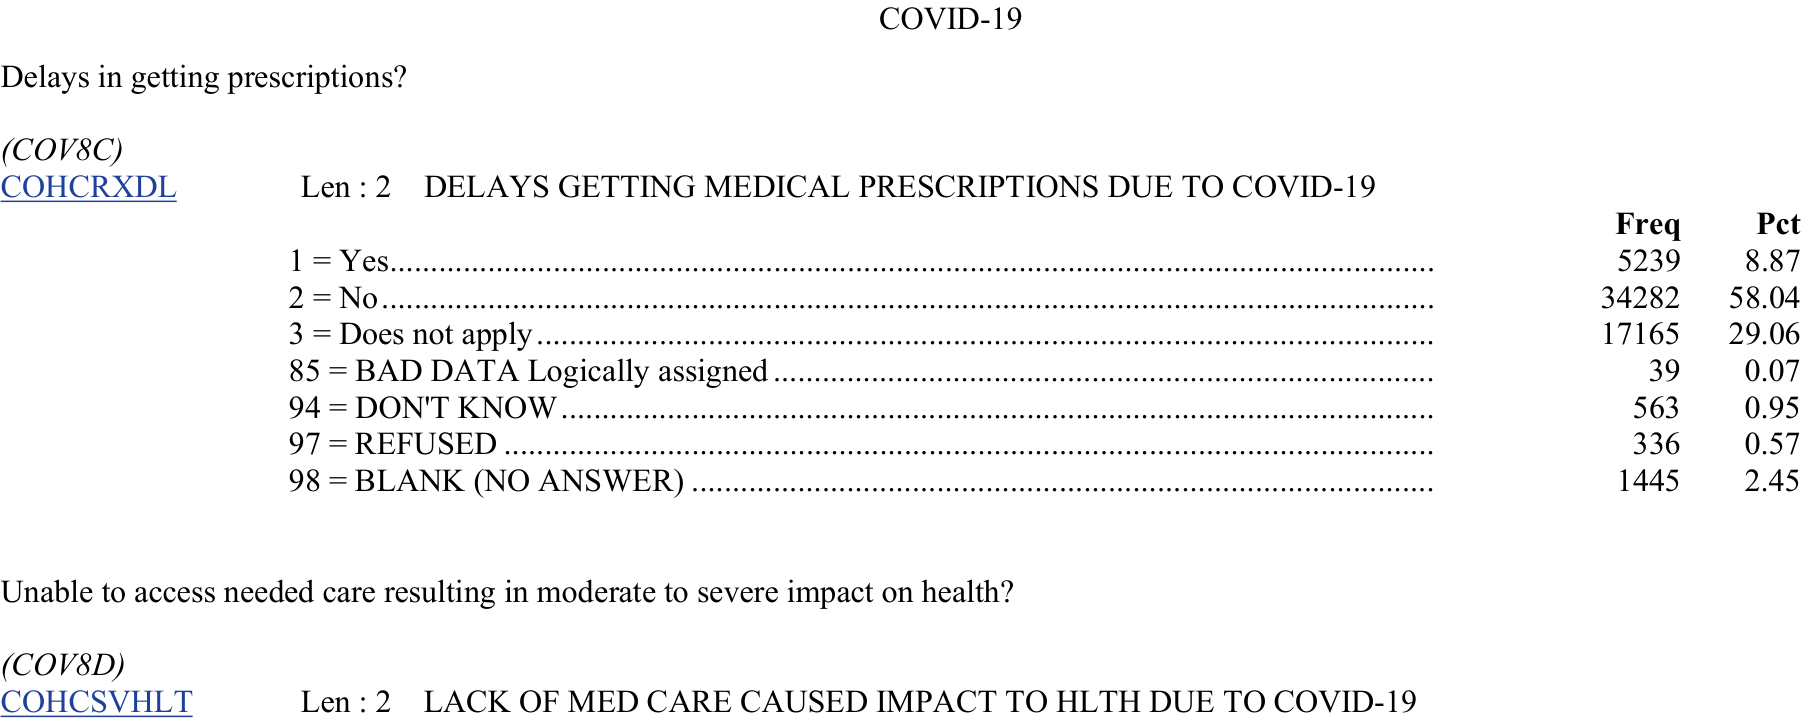 COVID-19
Delays in getting prescriptions?
(COV8C)
COHCRXDL Len : 2 DELAYS GETTING MEDICAL PRESCRIPTIONS DUE TO COVID-19
Freq Pct
1 = Yes........................................................................................................................... 5239 8.87
2 = No............................................................................................................................ 34282 58.04
3 = Does not apply.......................................................................................................... 17165 29.06
85 = BAD DATA Logically assigned.............................................................................. 39 0.07
94 = DON'T KNOW....................................................................................................... 563 0.95
97 = REFUSED.............................................................................................................. 336 0.57
98 = BLANK (NO ANSWER)........................................................................................ 1445 2.45
Unable to access needed care resulting in moderate to severe impact on health?
(COV8D)
COHCSVHLT Len : 2 LACK OF MED CARE CAUSED IMPACT TO HLTH DUE TO COVID-19